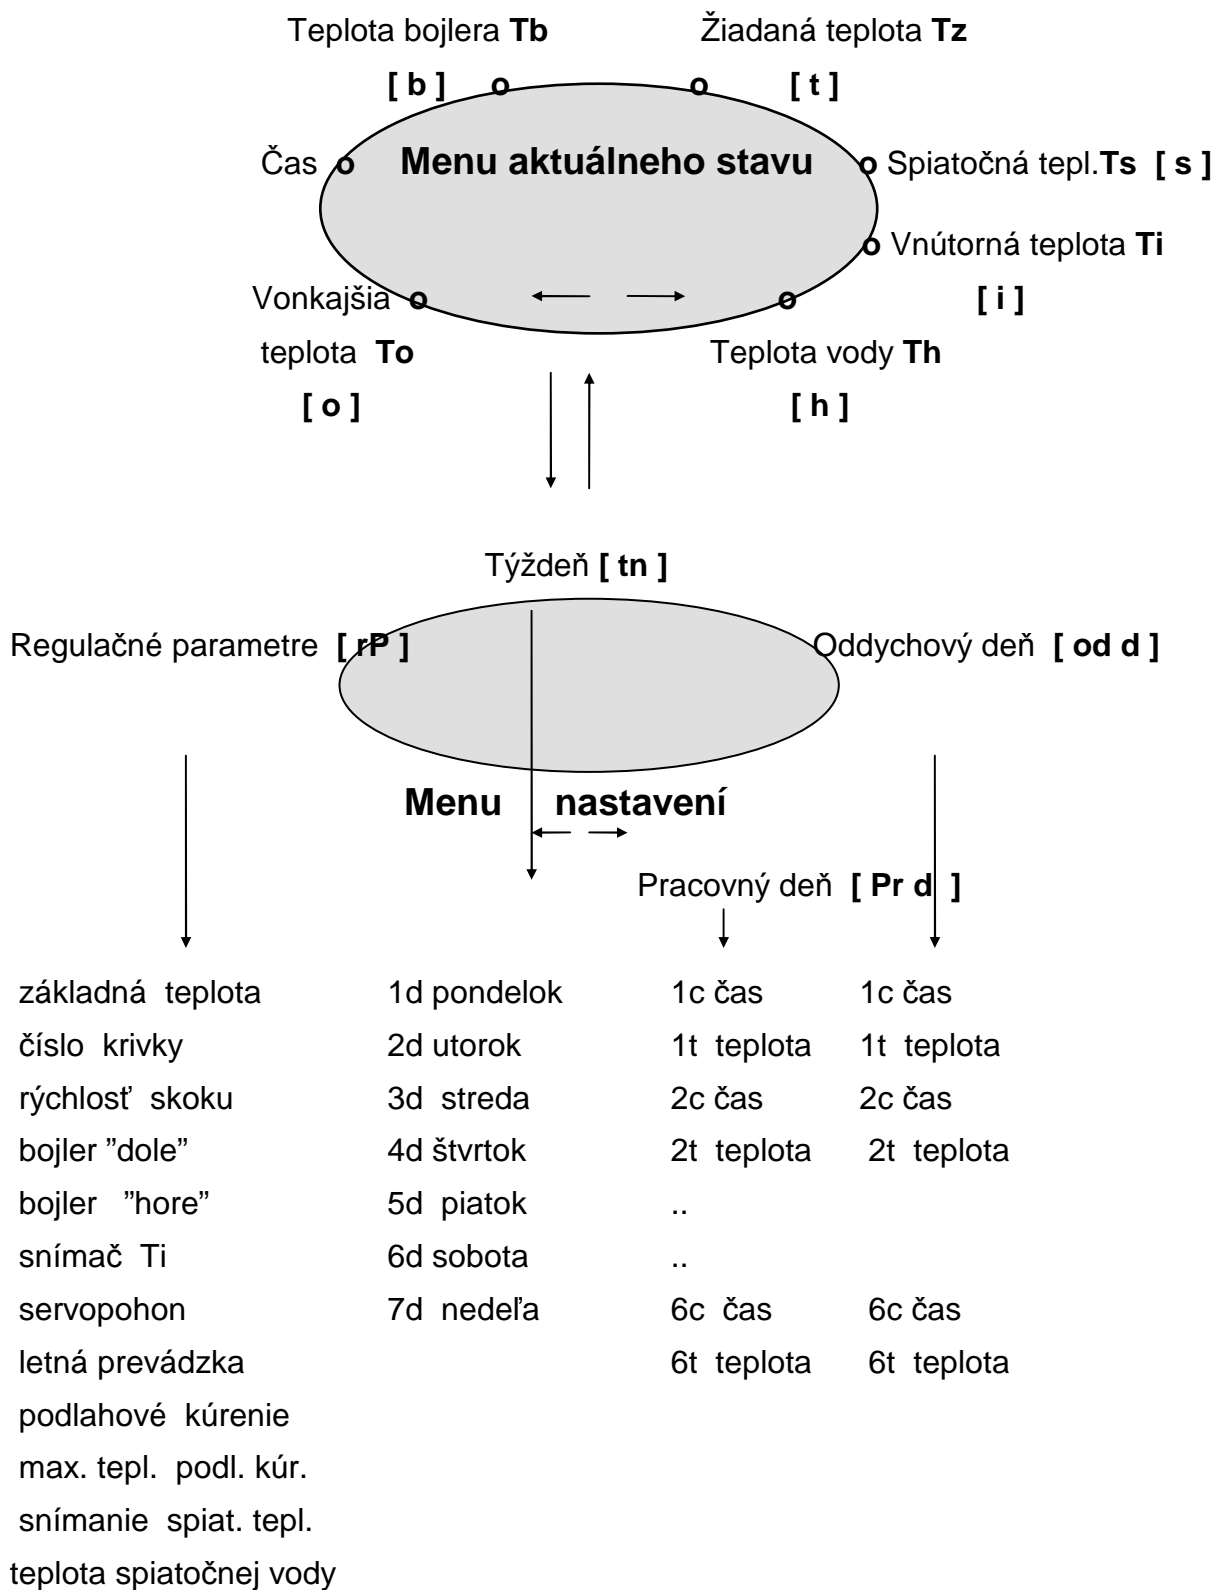 Teplota bojlera Tb Žiadaná teplota Tz
[ b ] o o [ t ]
Čas o Menu aktuálneho stavu o Spiatočná tepl.Ts [ s ]
o Vnútorná teplota Ti
Vonkajšia o o [ i ]
teplota To Teplota vody Th
[ o ] [ h ]
Týždeň [ tn ]
Regulačné parametre [ rP ] Oddychový deň [ od d ]
Menu nastavení
Pracovný deň [ Pr d ]
základná teplota 1d pondelok 1c čas 1c čas
číslo krivky 2d utorok 1t teplota 1t teplota
rýchlosť skoku 3d streda 2c čas 2c čas
bojler ”dole” 4d štvrtok 2t teplota 2t teplota
bojler ”hore” 5d piatok ..
snímač Ti 6d sobota ..
servopohon 7d nedeľa 6c čas 6c čas
letná prevádzka 6t teplota 6t teplota
podlahové kúrenie
max. tepl. podl. kúr.
snímanie spiat. tepl.
teplota spiatočnej vody